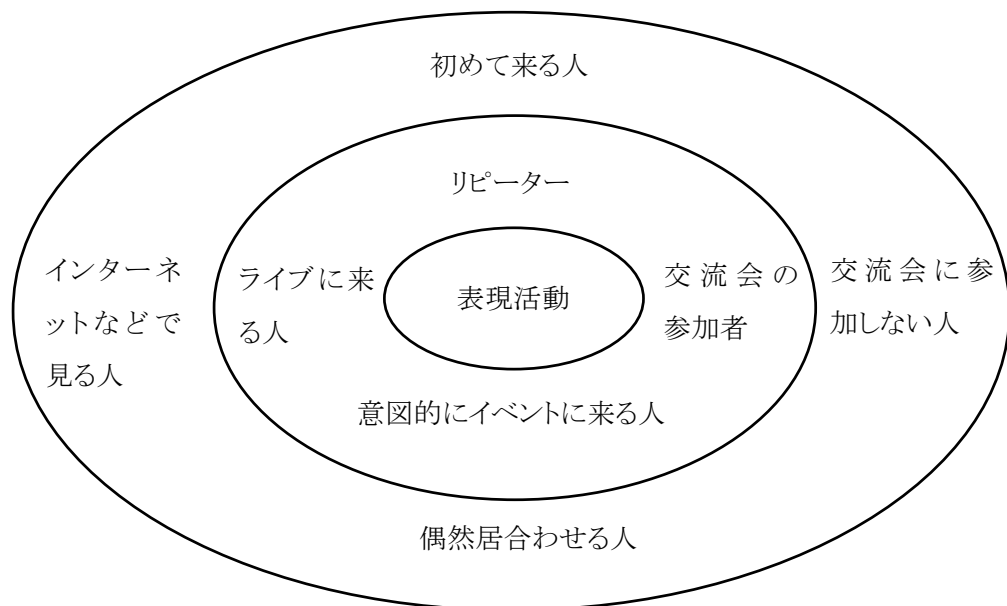 初めて来る人
リピーター
インターネ
ットなどで
見る人
ライブに来
る人
表現活動
交流会の
参加者
交流会に参
加しない人
意図的にイベントに来る人
偶然居合わせる人